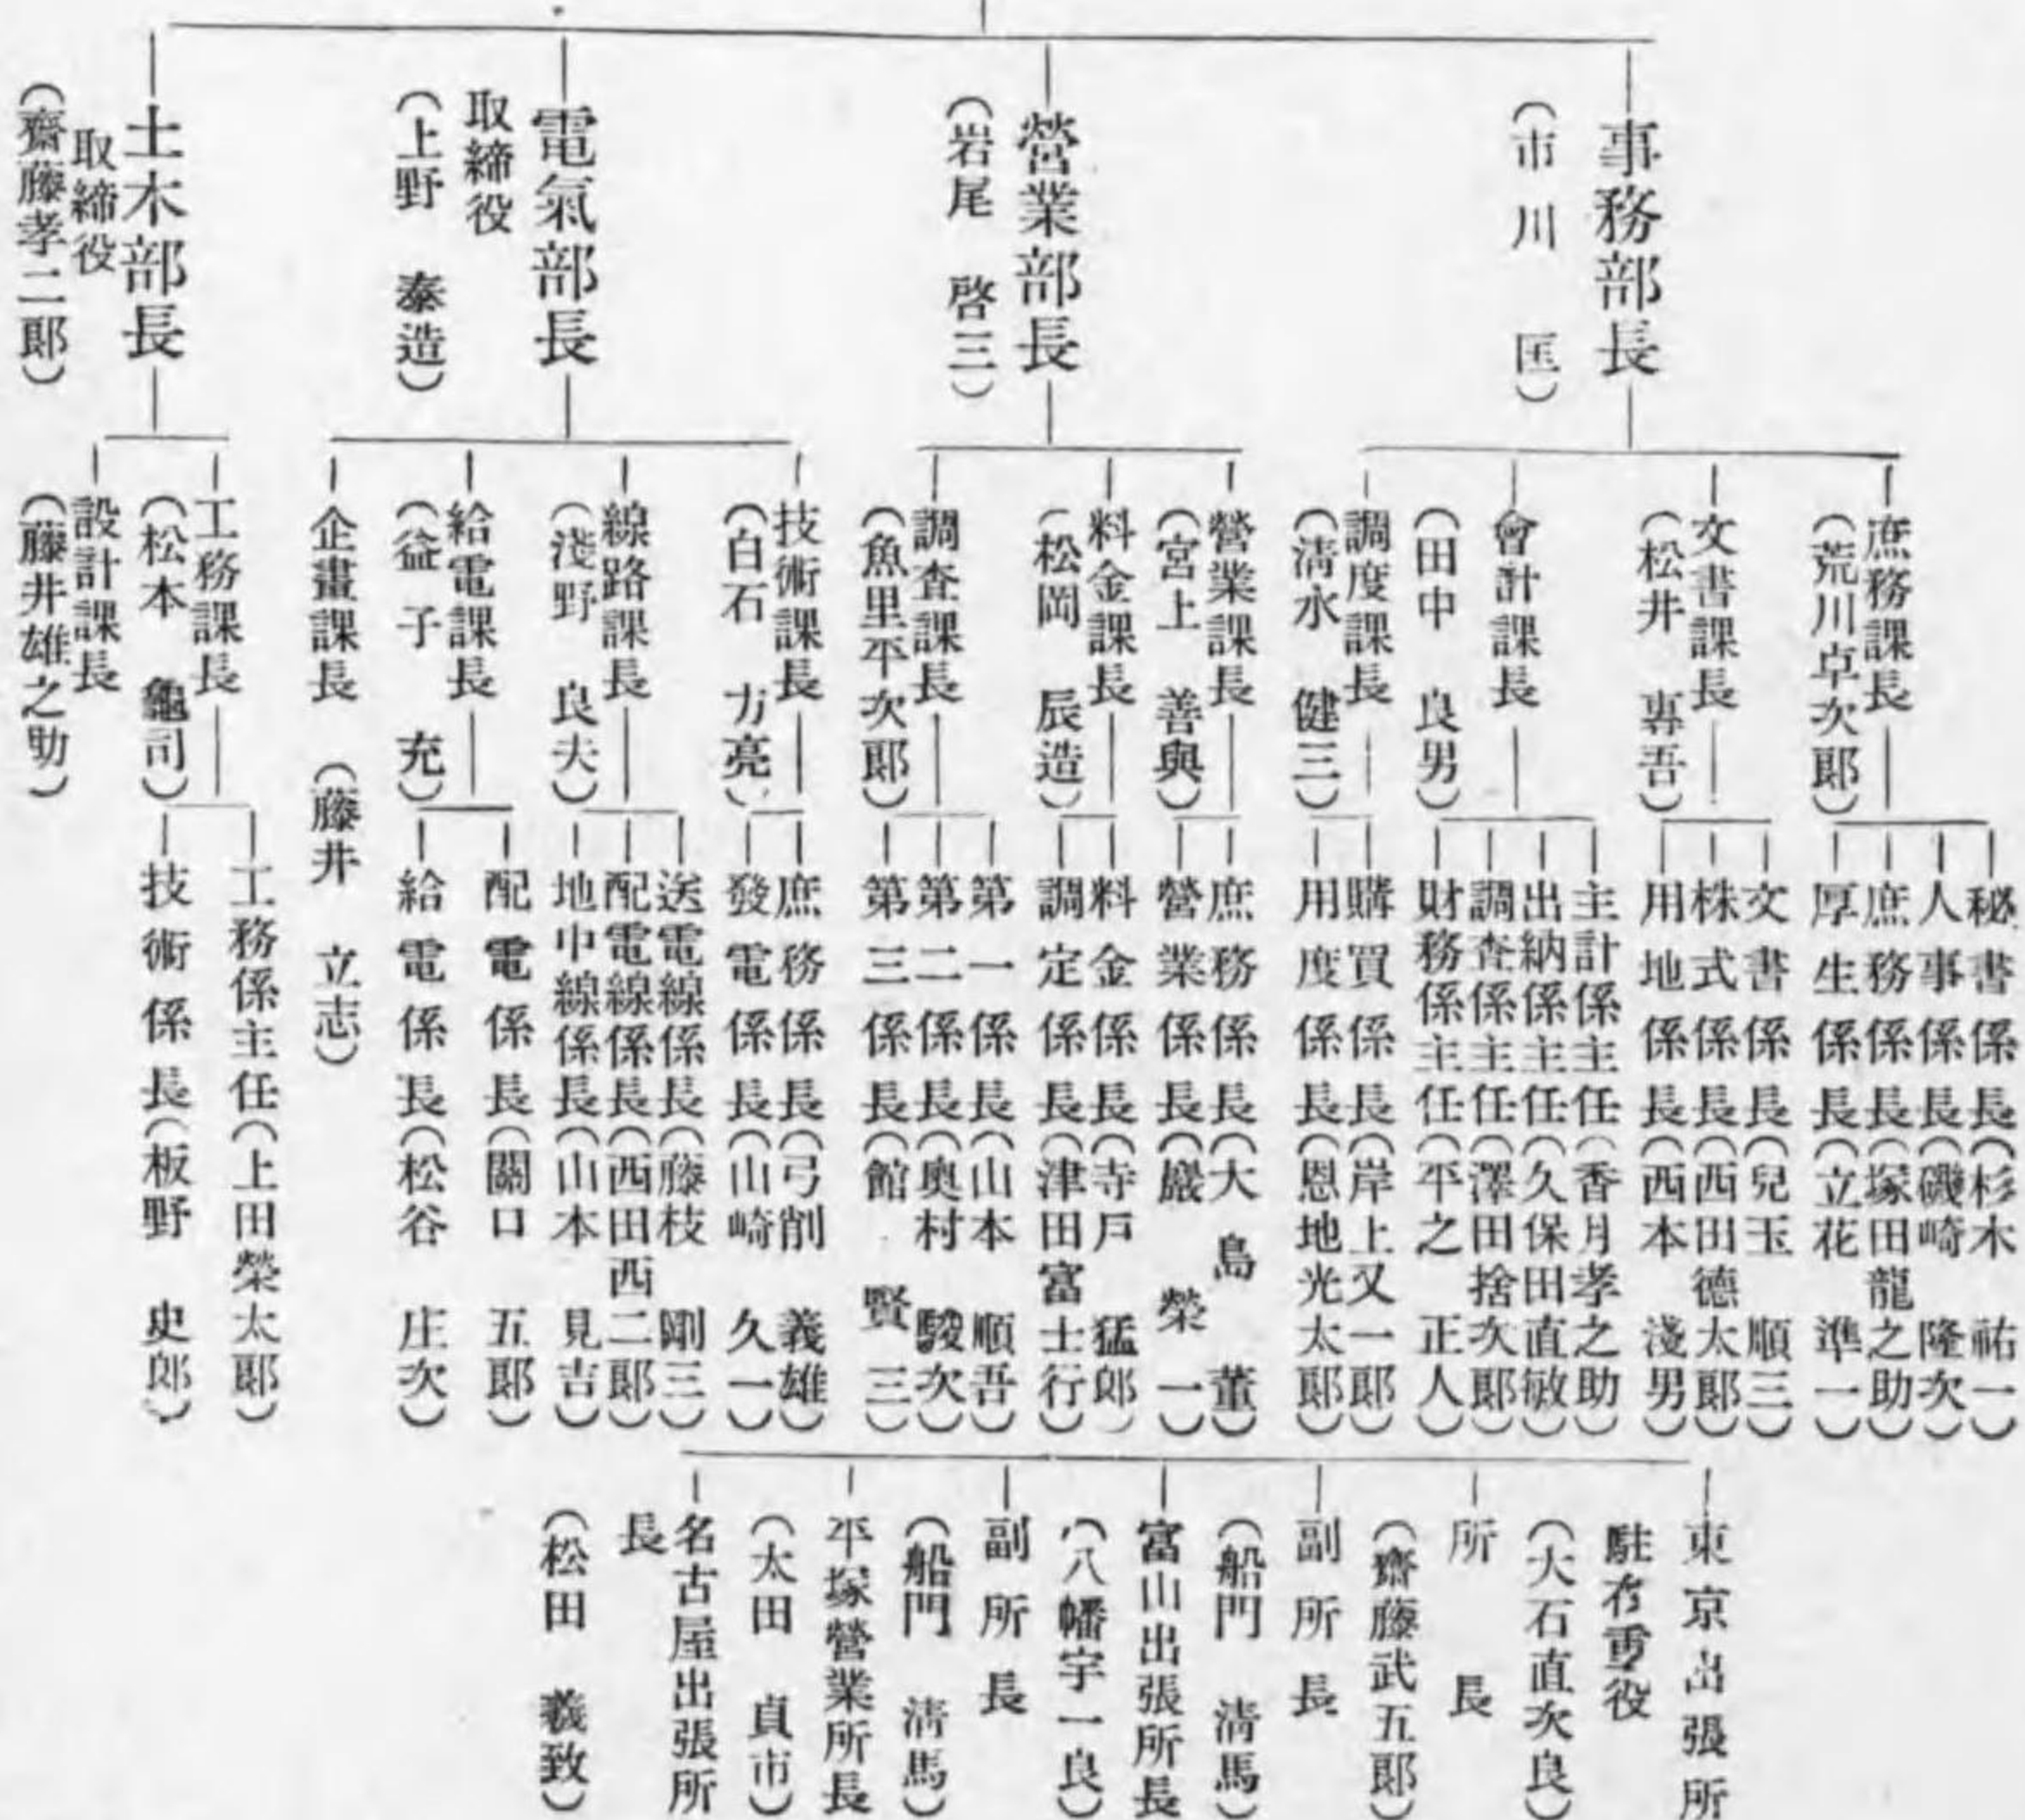 事務部長
（市川　匡）
營業部長
（岩尾　啓三）
電氣部長
取締役
（上野　泰造）
土木部長
取締役
（齋藤孝二郎）
庶務課長
（荒川卓次郎）
文書課長
（松井　專吾）
會計課長
（田中　良男）
調度課長
（淸水　健三）
營業課長
（宮上　善與）
料金課長
（松岡　辰造）
調査課長
（魚里平次郎）
技術課長
（白石　万亮）
線路課長
（淺野　良夫）
給電課長
（益子　充）
企畫課長　（藤井　立志）
工務課長
（松本　龜司）
設計課長
（藤井雄之助）
秘書係長（杉木　祐一）
人事係長（磯崎　隆次）
庶務係長（塚田龍之助）
厚生係長（立花　準一）
文書係長（兒玉　順三）
株式係長（西田德太郎）
用地係長（西本　淺男）
主計係主任（香月孝之助）
出納係主任（久保田直敏）
調査係主任（澤田捨次郎）
財務係主任（平之　正人）
購買係長（岸上又一郎）
用度係長（恩地光太郎）
庶務係長（大島　董）
營業係長（巖　榮一）
料金係長（寺戶　猛郎）
調定係長（津田富士行）
第一係長（山本　順吾）
第二係長（奧村　駿次）
第三係長（館　賢三）
庶務係長（弓削　義雄）
發電係長（山崎　久一）
送電線係長（藤枝　剛三）
配電線係長（西田西二郎）
地中線係長（山本　見吉）
配電係長（關口　五郎）
給電係長（松谷　庄次）
工務係主任（上田榮太郎）
技術係長（板野　史郎）
東京出張所
駐在重役
（大石直次良）
所長
（齋藤武五郎）
副所長
（船門　淸馬）
富山出張所長
（八幡宇一良）
副所長
（船門　淸馬）
平塚營業所長
（太田　貞市）
名古屋出張所
長
（松田　義致）